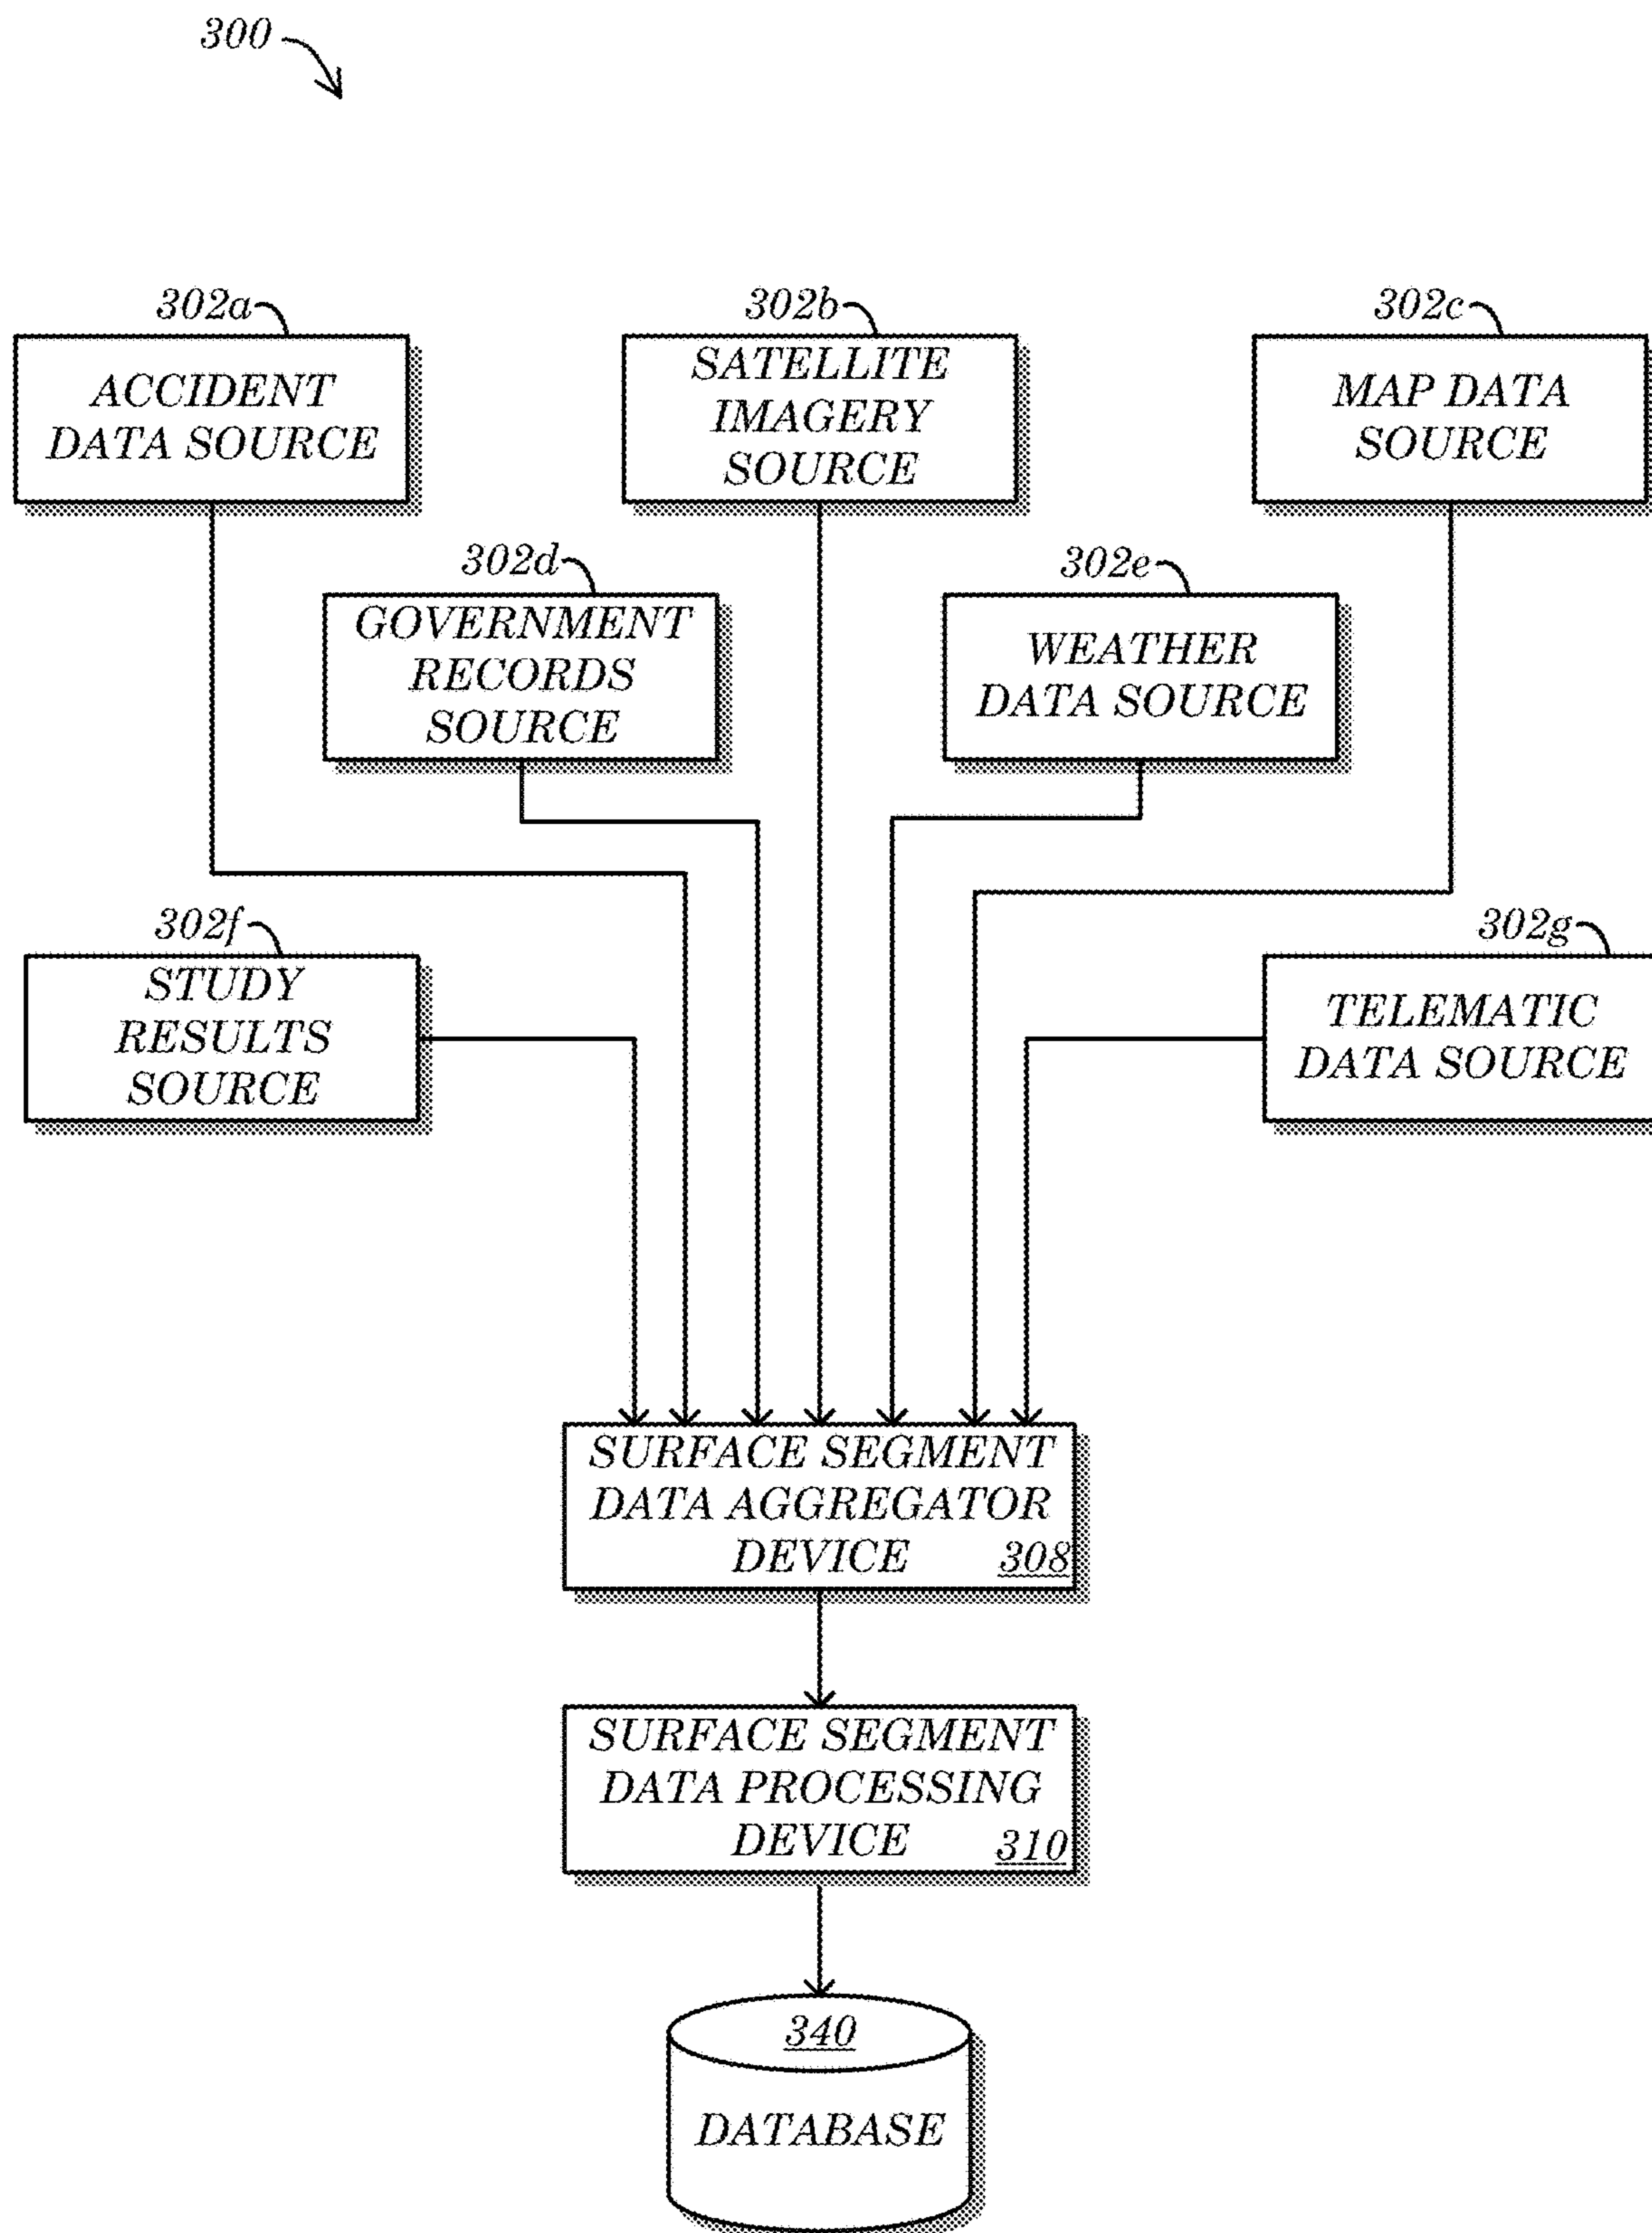 300
302a
ACCIDENT
DATA SOURCE
302b
SATELLITE
IMAGERY
SOURCE
302c
MAP DATA
SOURCE
302d
GOVERNMENT
RECORDS
SOURCE
302e
WEATHER
DATA SOURCE
302f
STUDY
RESULTS
SOURCE
302g
TELEMATIC
DATA SOURCE
SURFACE SEGMENT
DATA AGGREGATOR
DEVICE 308
SURFACE SEGMENT
DATA PROCESSING
DEVICE 310
340
DATABASE